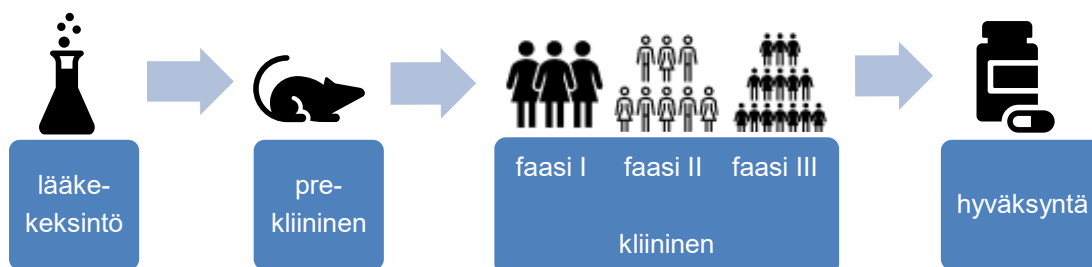 lääke-
keksintö
pre-
kliininen
faasi I faasi II faasi III
kliininen
hyväksyntä